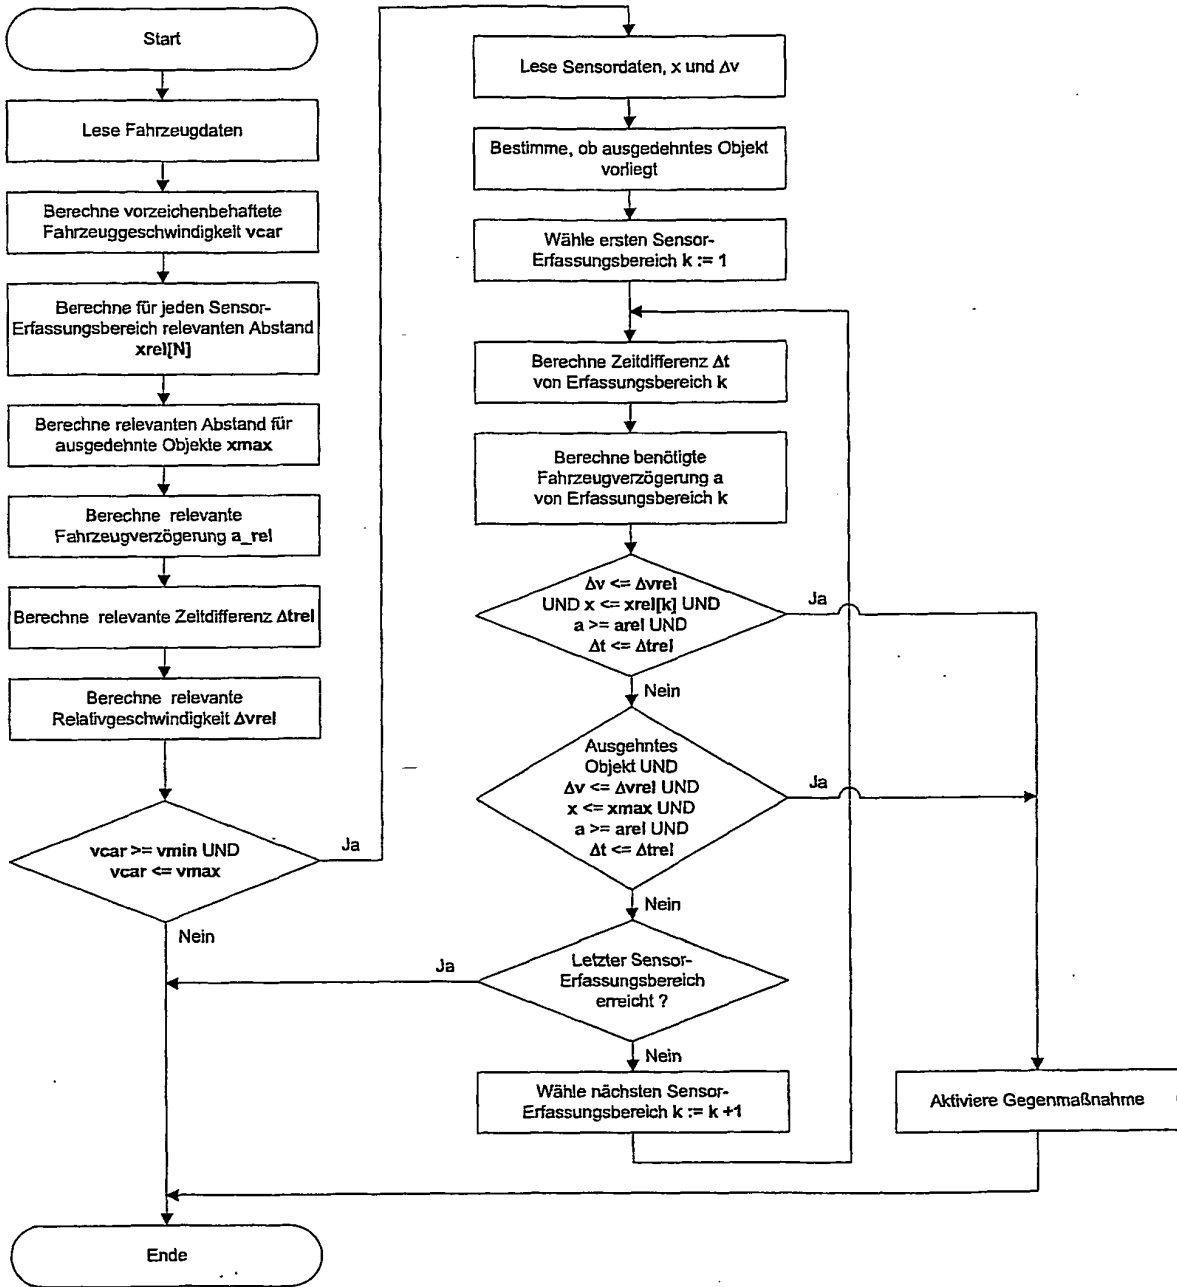 Start
Lese Fahrzeugdaten
Berechne vorzeichenbehaftete
Fahrzeuggeschwindigkeit vcar
Berechne für jeden Sensor-
Erfassungsbereich relevanten Abstand
xrel[N]
Berechne relevanten Abstand für
ausgedehnte Objekte xmax
Berechne relevante
Fahrzeugverzögerung a_rel
Berechne relevante Zeitdifferenz Δtrel
Berechne relevante
Relativgeschwindigkeit Δvrel
vcar >= vmin UND
vcar <= vmax
Ja
Nein
Lese Sensordaten, x und Δv
Bestimme, ob ausgedehntes Objekt
vorliegt
Wähle ersten Sensor-
Erfassungsbereich k := 1
Berechne Zeitdifferenz Δt
von Erfassungsbereich k
Berechne benötigte
Fahrzeugverzögerung a
von Erfassungsbereich k
Δv <= Δvrel
UND x <= xrel[k] UND
a >= arel UND
Δt <= Δtrel
Ja
Nein
Ausgehntes
Objekt UND
Δv <= Δvrel UND
x <= xmax UND
a >= arel UND
Δt <= Δtrel
Ja
Nein
Letzter Sensor-
Erfassungsbereich
erreicht ?
Ja
Nein
Wähle nächsten Sensor-
Erfassungsbereich k := k +1
Aktiviere Gegenmaßnahme
Ende